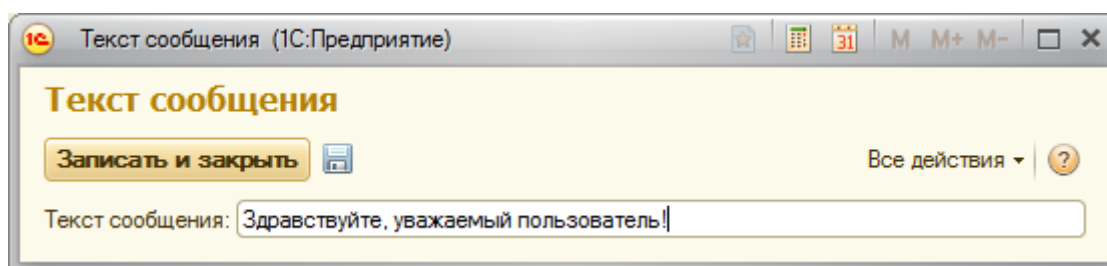 1С Текст сообщения (1С:Предприятие) 31 M M+ M-
Текст сообщения
Записать и закрыть Все действия ?
Текст сообщения: Здравствуйте, уважаемый пользователь!